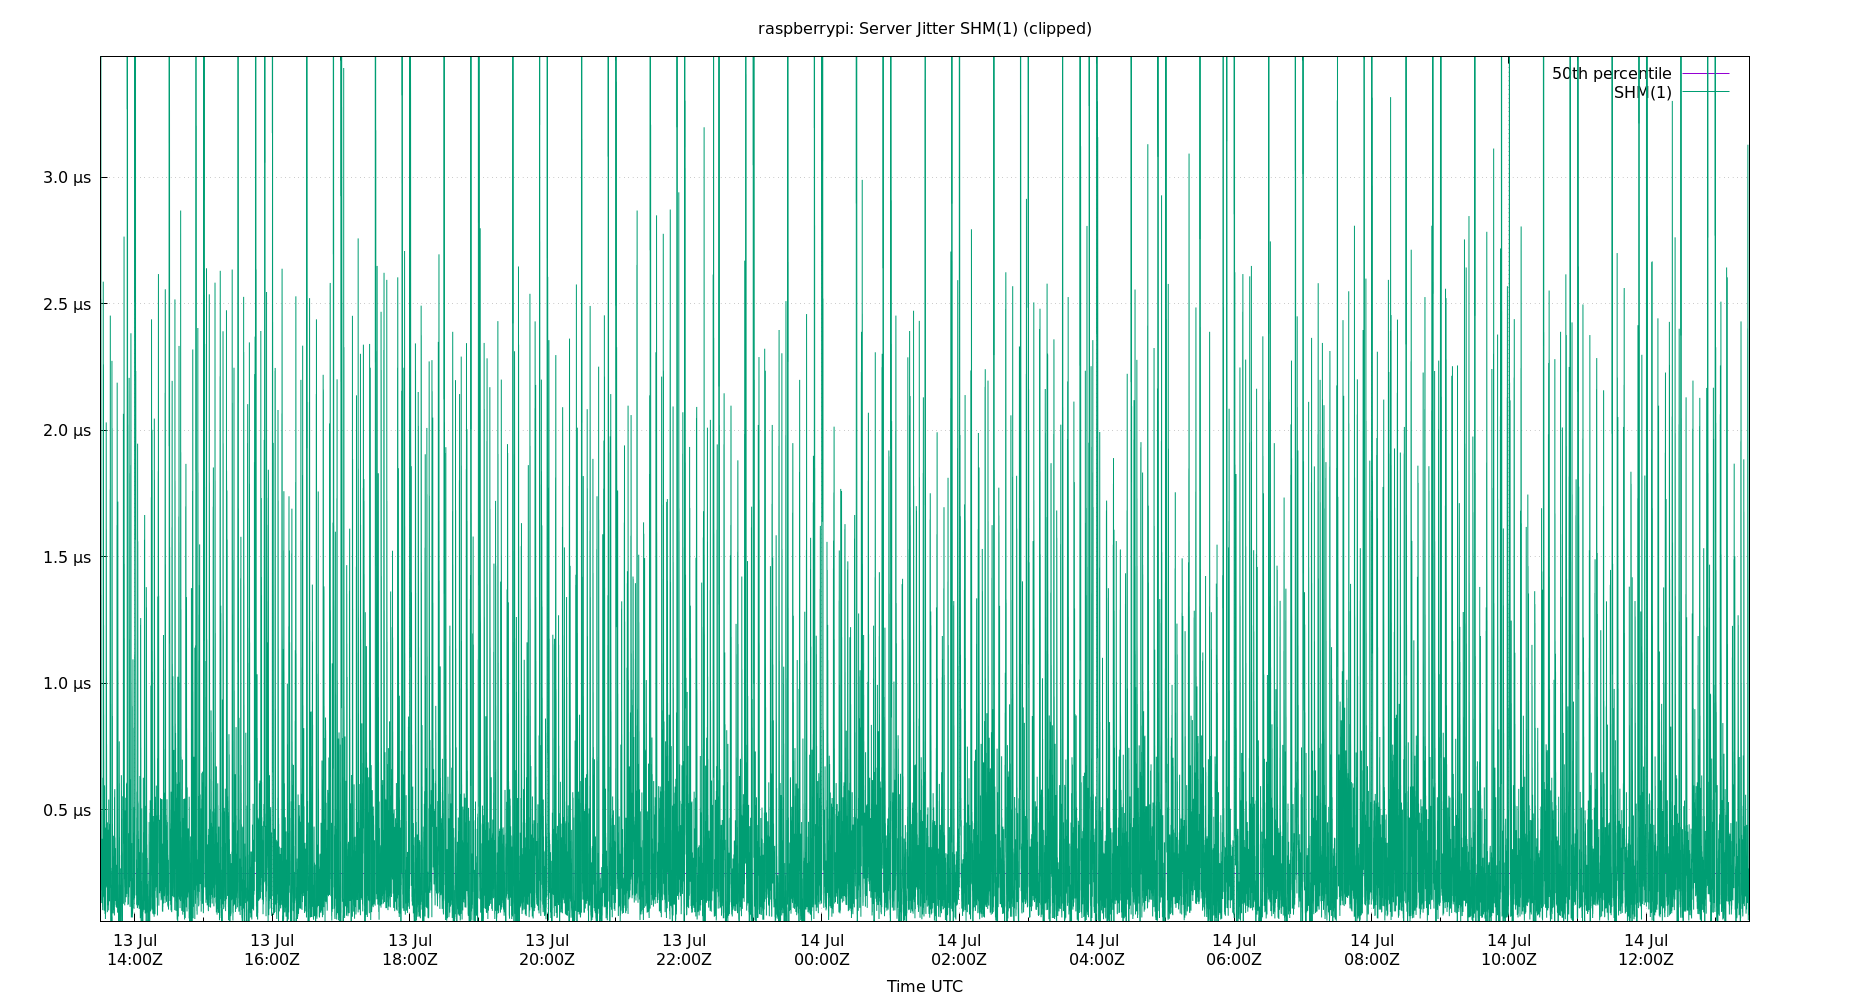 raspberrypi: Server Jitter SHM(1) (clipped)
50th percentile
SHM(1)
3.0 µs
2.5 µs
2.0 µs
1.5 µs
1.0 µs
0.5 µs
13 Jul 13 Jul 13 Jul 13 Jul 13 Jul 14 Jul 14 Jul 14 Jul 14 Jul 14 Jul 14 Jul 14 Jul
14:00Z 16:00Z 18:00Z 20:00Z 22:00Z 00:00Z 02:00Z 04:00Z 06:00Z 08:00Z 10:00Z 12:00Z
Time UTC